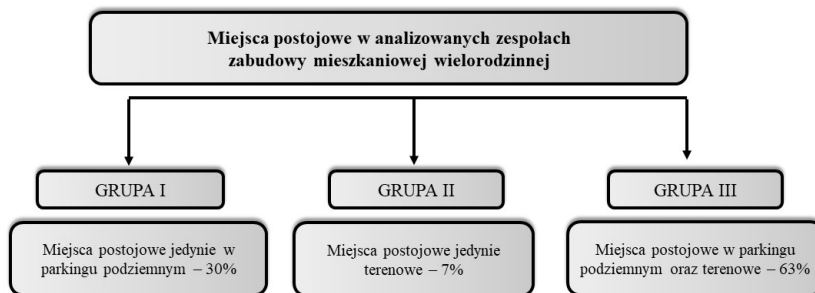 Miejsca postojowe w analizowanych zespołach
zabudowy mieszkaniowej wielorodzinnej
GRUPA I
GRUPA II
GRUPA III
Miejsca postojowe jedynie w
parkingu podziemnym – 30%
Miejsca postojowe jedynie
terenowe – 7%
Miejsca postojowe w parkingu
podziemnym oraz terenowe – 63%